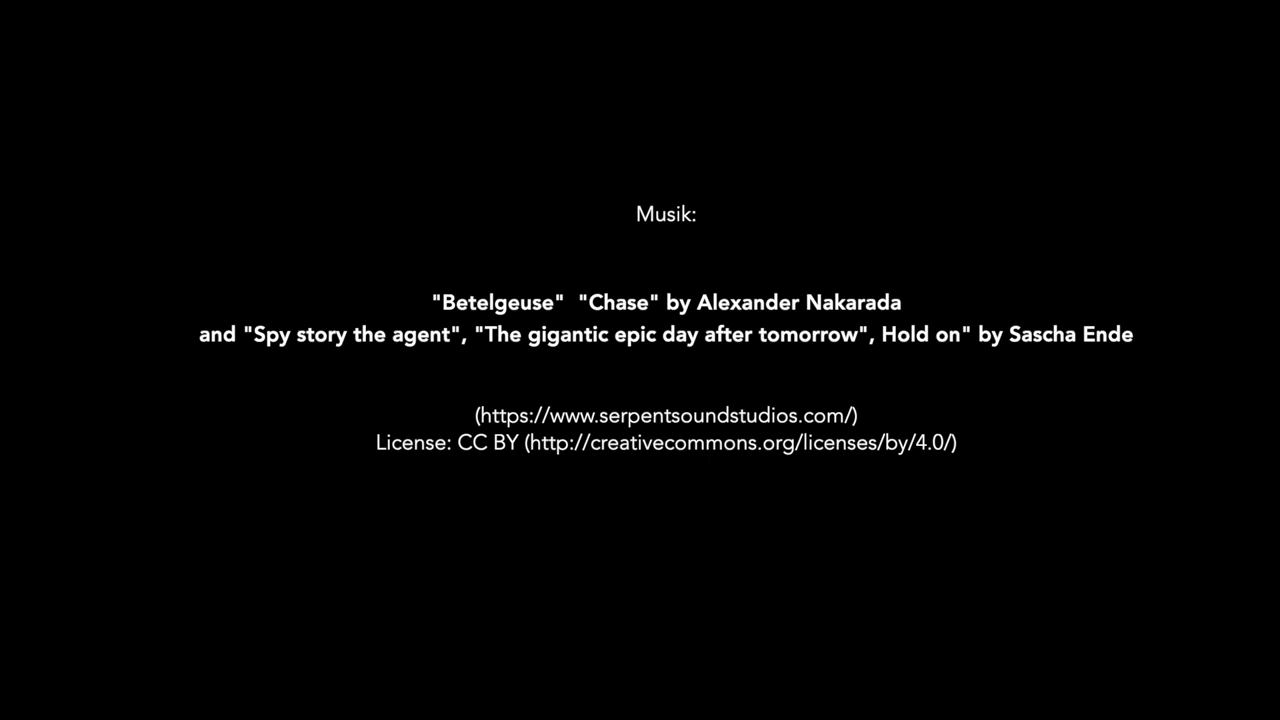 Musik:
"Betelgeuse"  "Chase" by Alexander Nakarada
and "Spy story the agent", "The gigantic epic day after tomorrow", Hold on" by Sascha Ende
(https://www.serpentsoundstudios.com/)
License: CC BY (http://creativecommons.org/licenses/by/4.0/)